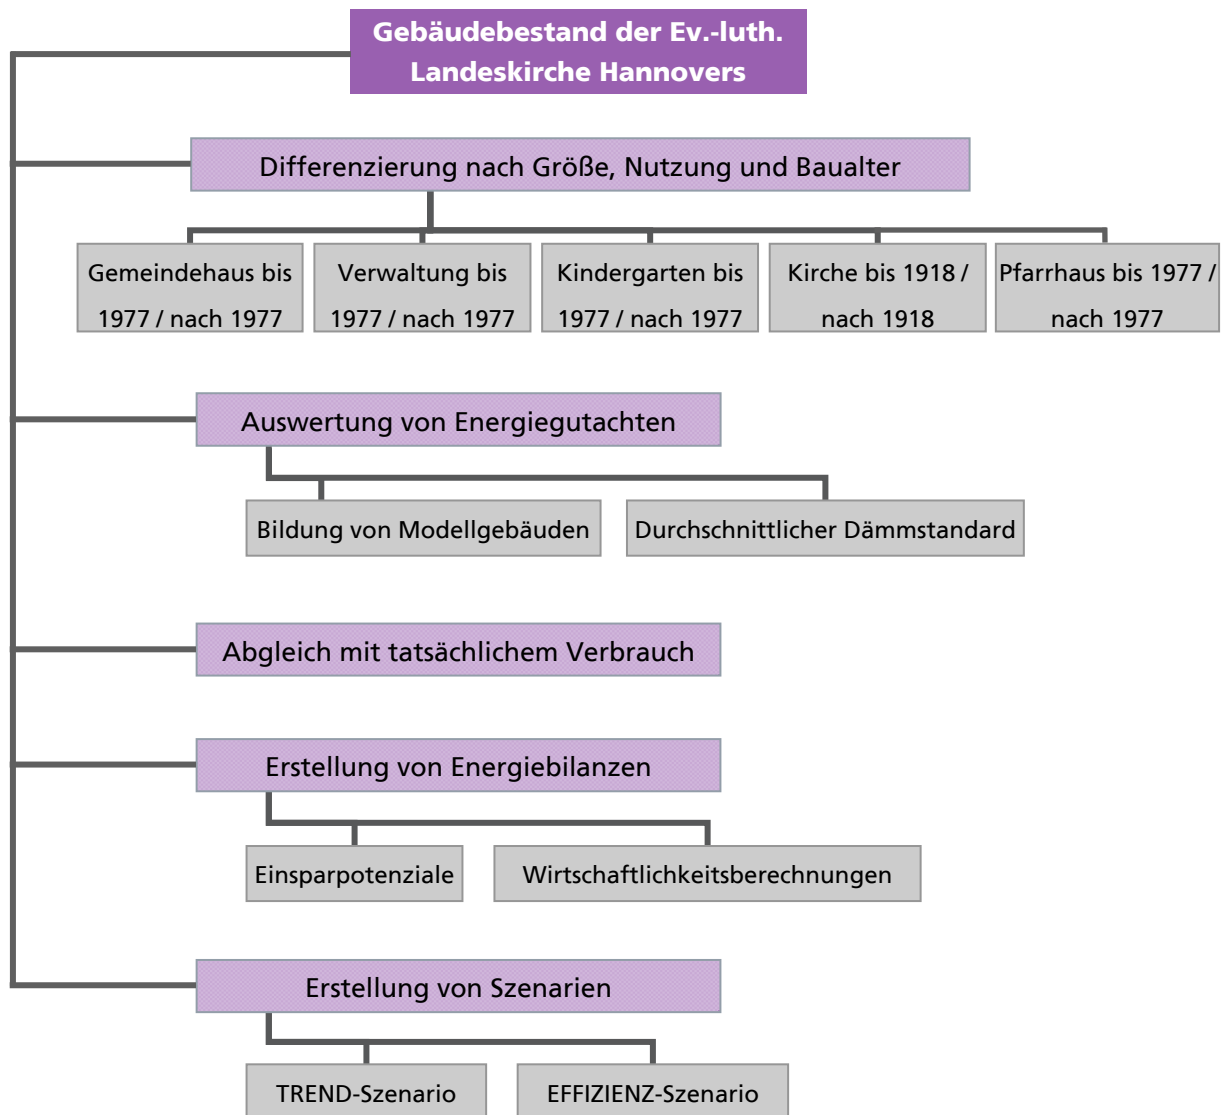 Gebäudebestand der Ev.-luth.
Landeskirche Hannovers
Differenzierung nach Größe, Nutzung und Baualter
Gemeindehaus bis
1977 / nach 1977
Verwaltung bis
1977 / nach 1977
Kindergarten bis
1977 / nach 1977
Kirche bis 1918 /
nach 1918
Pfarrhaus bis 1977 /
nach 1977
Auswertung von Energiegutachten
Bildung von Modellgebäuden
Durchschnittlicher Dämmstandard
Abgleich mit tatsächlichem Verbrauch
Erstellung von Energiebilanzen
Einsparpotenziale
Wirtschaftlichkeitsberechnungen
Erstellung von Szenarien
TREND-Szenario
EFFIZIENZ-Szenario